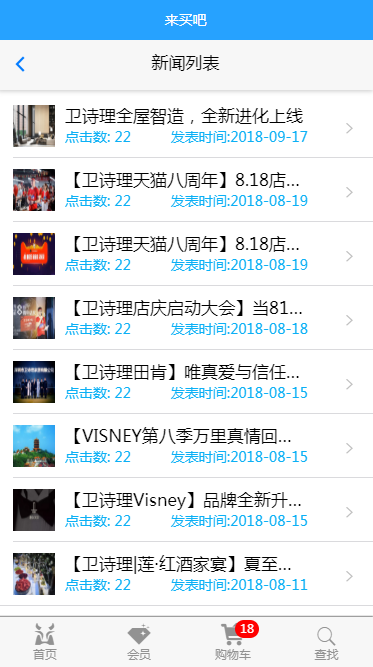 来买吧
新闻列表
卫诗理全屋智造，全新进化上线
点击数: 22 发表时间:2018-09-17
【卫诗理天猫八周年】8.18店...
点击数: 22 发表时间:2018-08-19
【卫诗理天猫八周年】8.18店...
点击数: 22 发表时间:2018-08-19
【卫诗理店庆启动大会】当81...
点击数: 22 发表时间:2018-08-18
【卫诗理田肯】唯真爱与信任...
点击数: 22 发表时间:2018-08-15
【VISNEY第八季万里真情回...
点击数: 22 发表时间:2018-08-15
【卫诗理Visney】品牌全新升...
点击数: 22 发表时间:2018-08-15
【卫诗理|莲·红酒家宴】夏至...
点击数: 22 发表时间:2018-08-11
18
首页 会员 购物车 查找